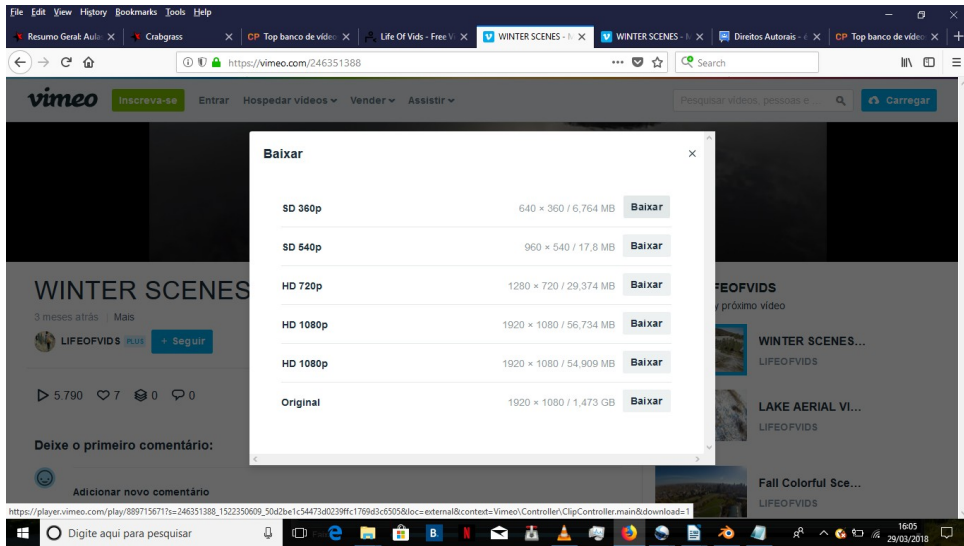 File Edit View History Bookmarks Tools Help
Resumo Geral: Aula Crabgrass CP Top banco de vídeo Life Of Vids - Free Vi WINTER SCENES - WINTER SCENES - Direitos Autorais - CP Top banco de vídeo
https://vimeo.com/246351388 Search
vimeo Inscreva-se Entrar Hospedar vídeos Vender Assistir Pesquisar vídeos, pessoas e... Carregar
Baixar
SD 360p 640 × 360 / 6,764 MB Baixar
SD 540p 960 × 540 / 17,8 MB Baixar
HD 720p 1280 × 720 / 29,374 MB Baixar
HD 1080p 1920 × 1080 / 56,734 MB Baixar
HD 1080p 1920 × 1080 / 54,909 MB Baixar
Original 1920 × 1080 / 1,473 GB Baixar
WINTER SCENES
3 meses atrás Mais
LIFEOFVIDS PLUS + Seguir
5.790 7 0 0
Deixe o primeiro comentário:
Adicionar novo comentário
FEOFVIDS
y próximo vídeo
WINTER SCENES...
LIFEOFVIDS
LAKE AERIAL VI...
LIFEOFVIDS
Fall Colorful Sce...
LIFEOFVIDS
https://player.vimeo.com/play/889715671?s=246351388_1522350609_50d2be1c54473d0239ffc1769d3c6505&loc=external&context=Vimeo\Controller\ClipController.main&download=1
Digite aqui para pesquisar
16:05
29/03/2018